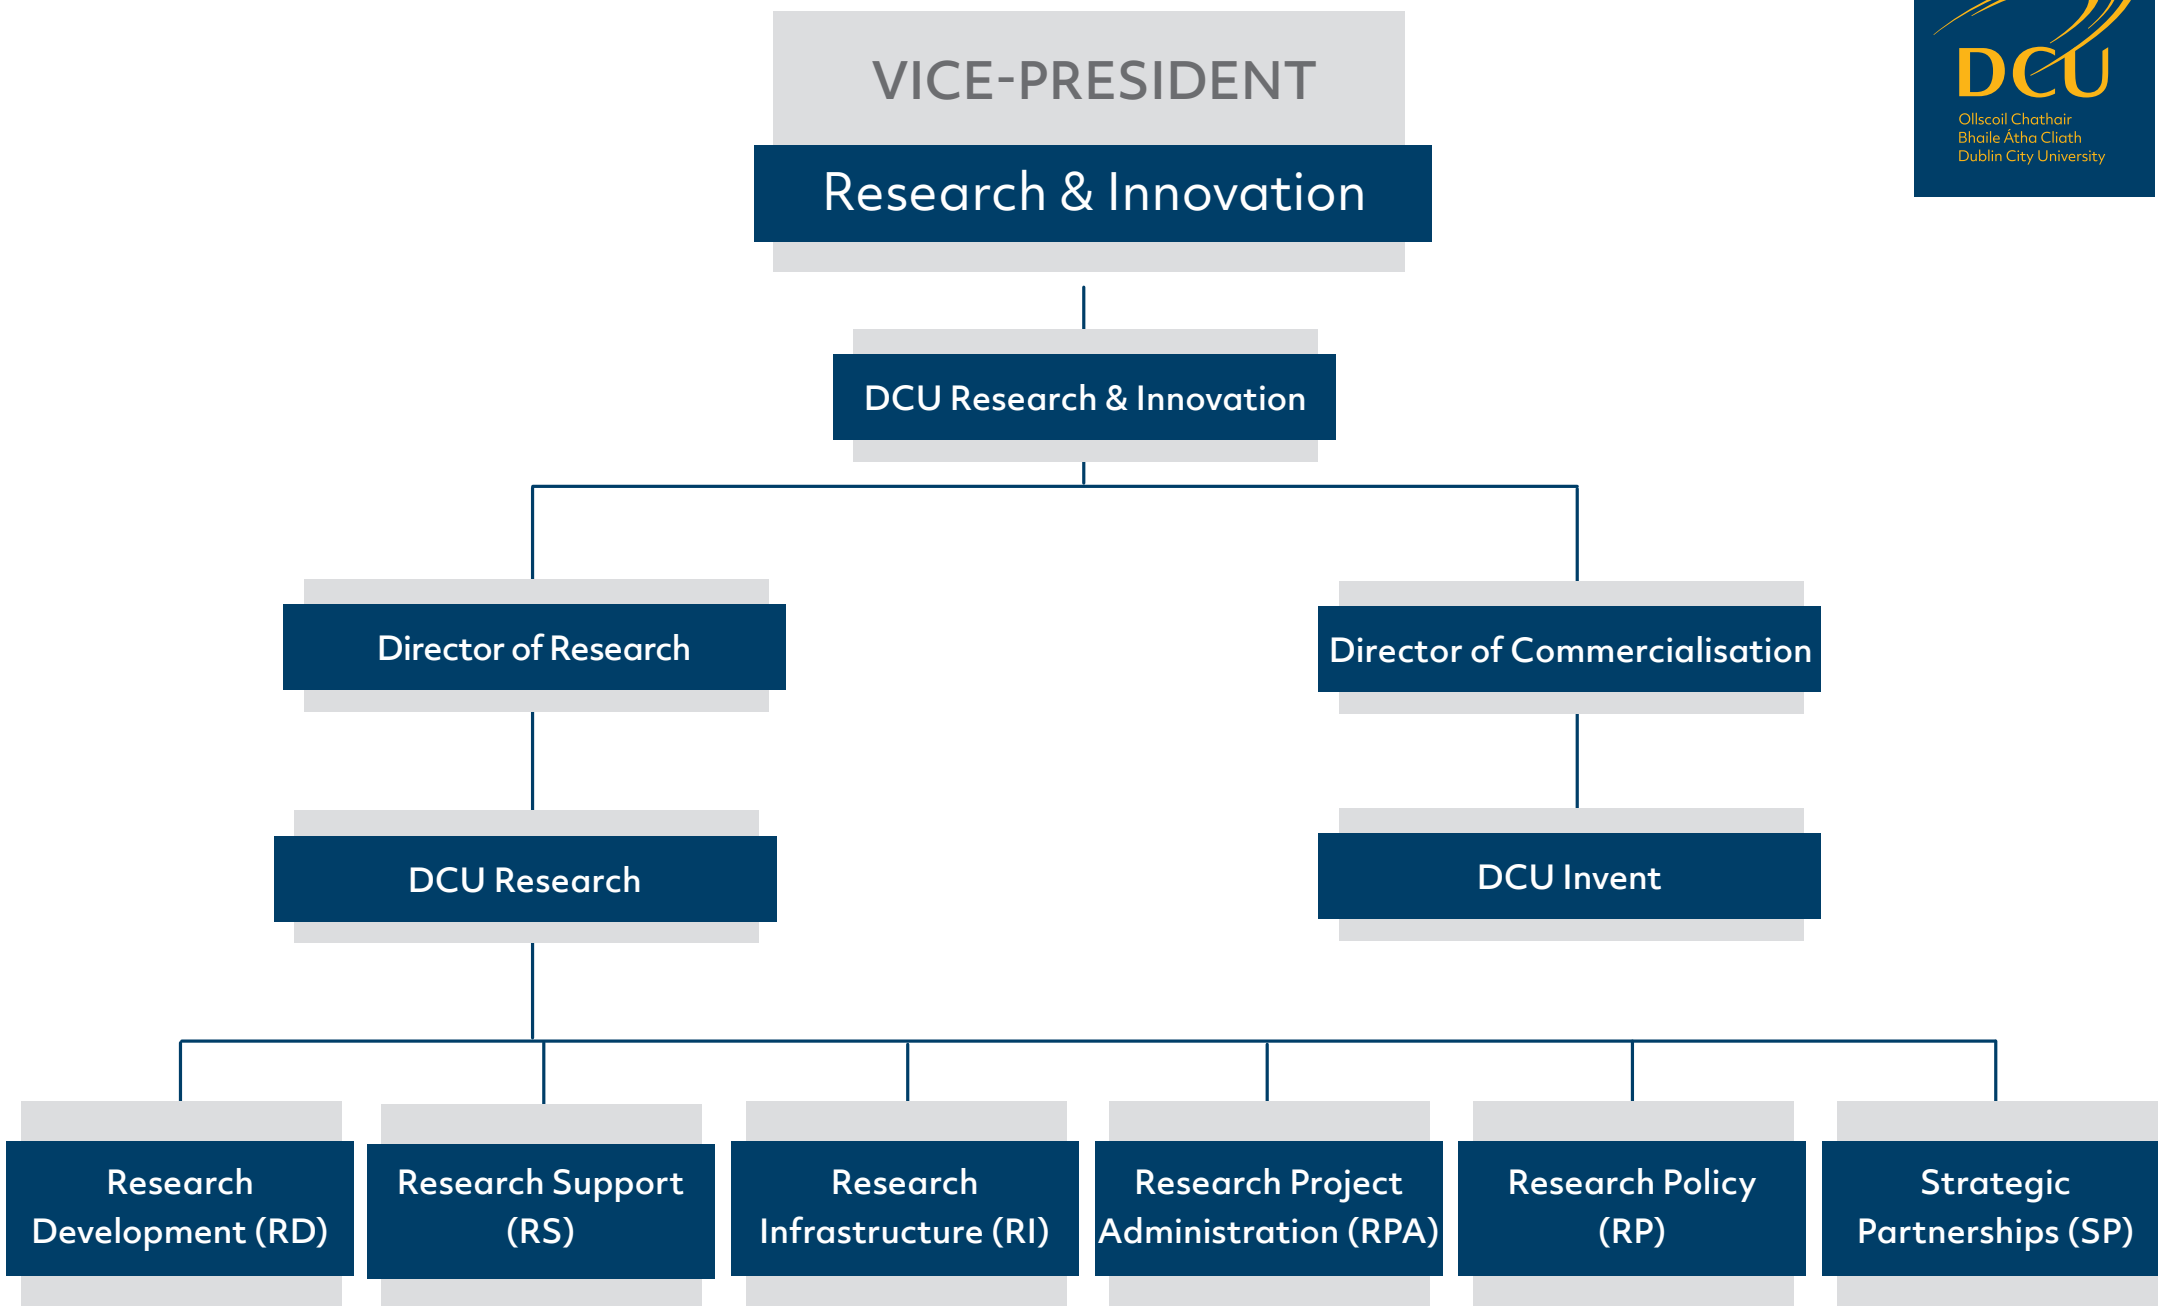 VICE-PRESIDENT
Research & Innovation
DCU
Ollscoil Chathair
Bhaile Átha Cliath
Dublin City University
DCU Research & Innovation
Director of Research
Director of Commercialisation
DCU Research
DCU Invent
Research
Development (RD)
Research Support
(RS)
Research
Infrastructure (RI)
Research Project
Administration (RPA)
Research Policy
(RP)
Strategic
Partnerships (SP)